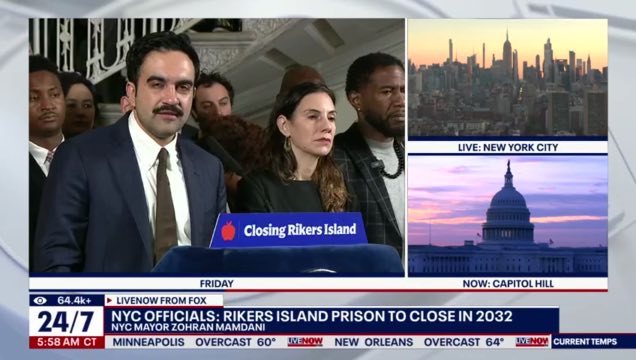 Closing Rikers Island
LIVE: NEW YORK CITY
FRIDAY
NOW: CAPITOL HILL
64.4k+
LIVENOW FROM FOX
24/7
NYC OFFICIALS: RIKERS ISLAND PRISON TO CLOSE IN 2032
NYC MAYOR ZOHRAN MAMDANI
CURRENT TEMPS
5:58 AM CT
MINNEAPOLIS OVERCAST 60° LIVENOW NEW ORLEANS OVERCAST 64° LIVENOW